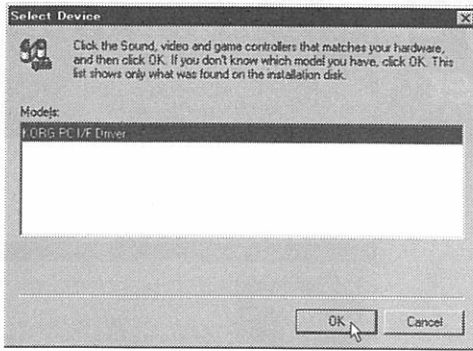 Select Device
Click the Sound, video and game controllers that matches your hardware,
and then click OK. If you don't know which model you have, click OK. This
list shows only what was found on the installation disk.
Models:
KORG PC I/F Driver
OK
Cancel